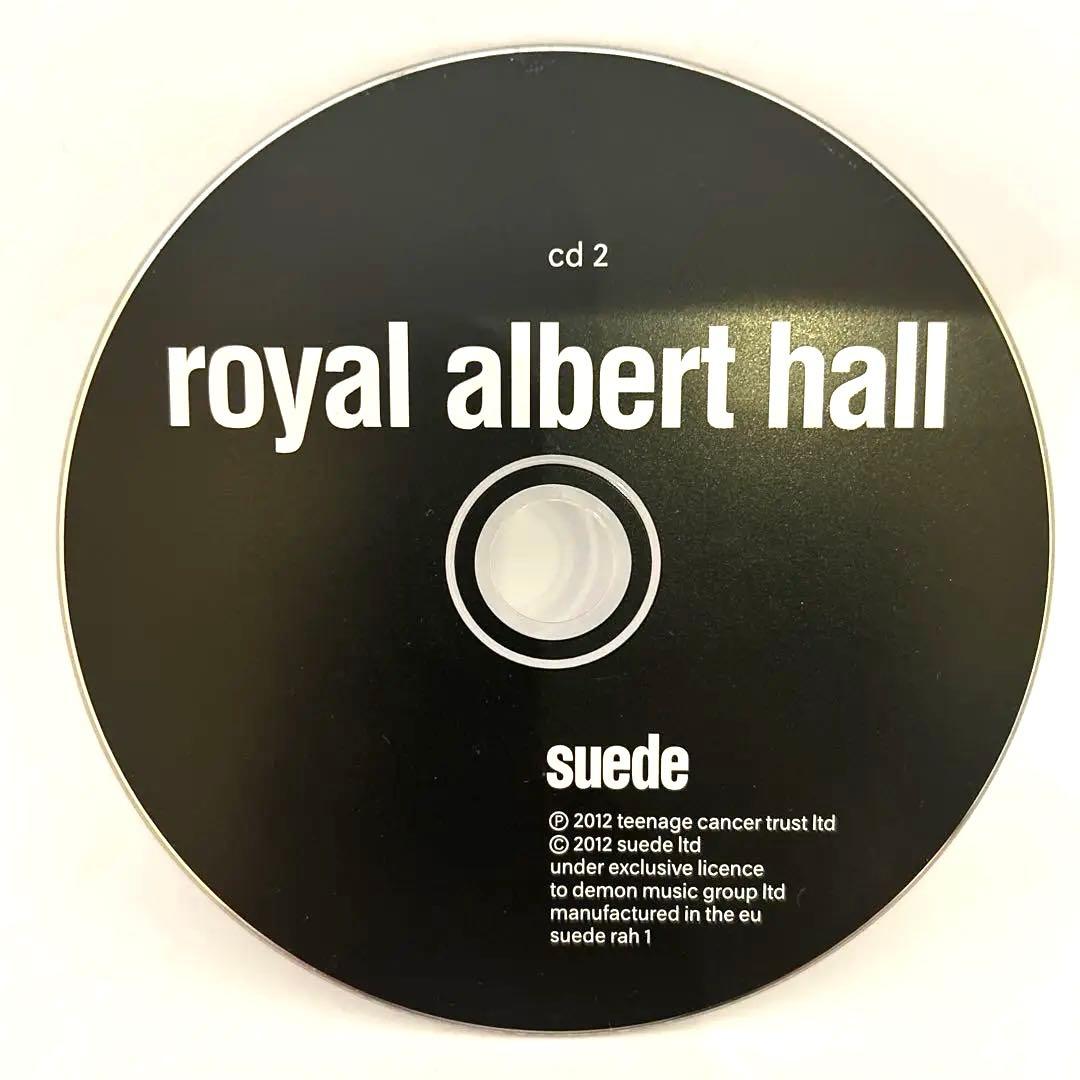 cd 2
royal albert hall
suede
℗ 2012 teenage cancer trust ltd
© 2012 suede ltd
under exclusive licence
to demon music group ltd
manufactured in the eu
suede rah 1